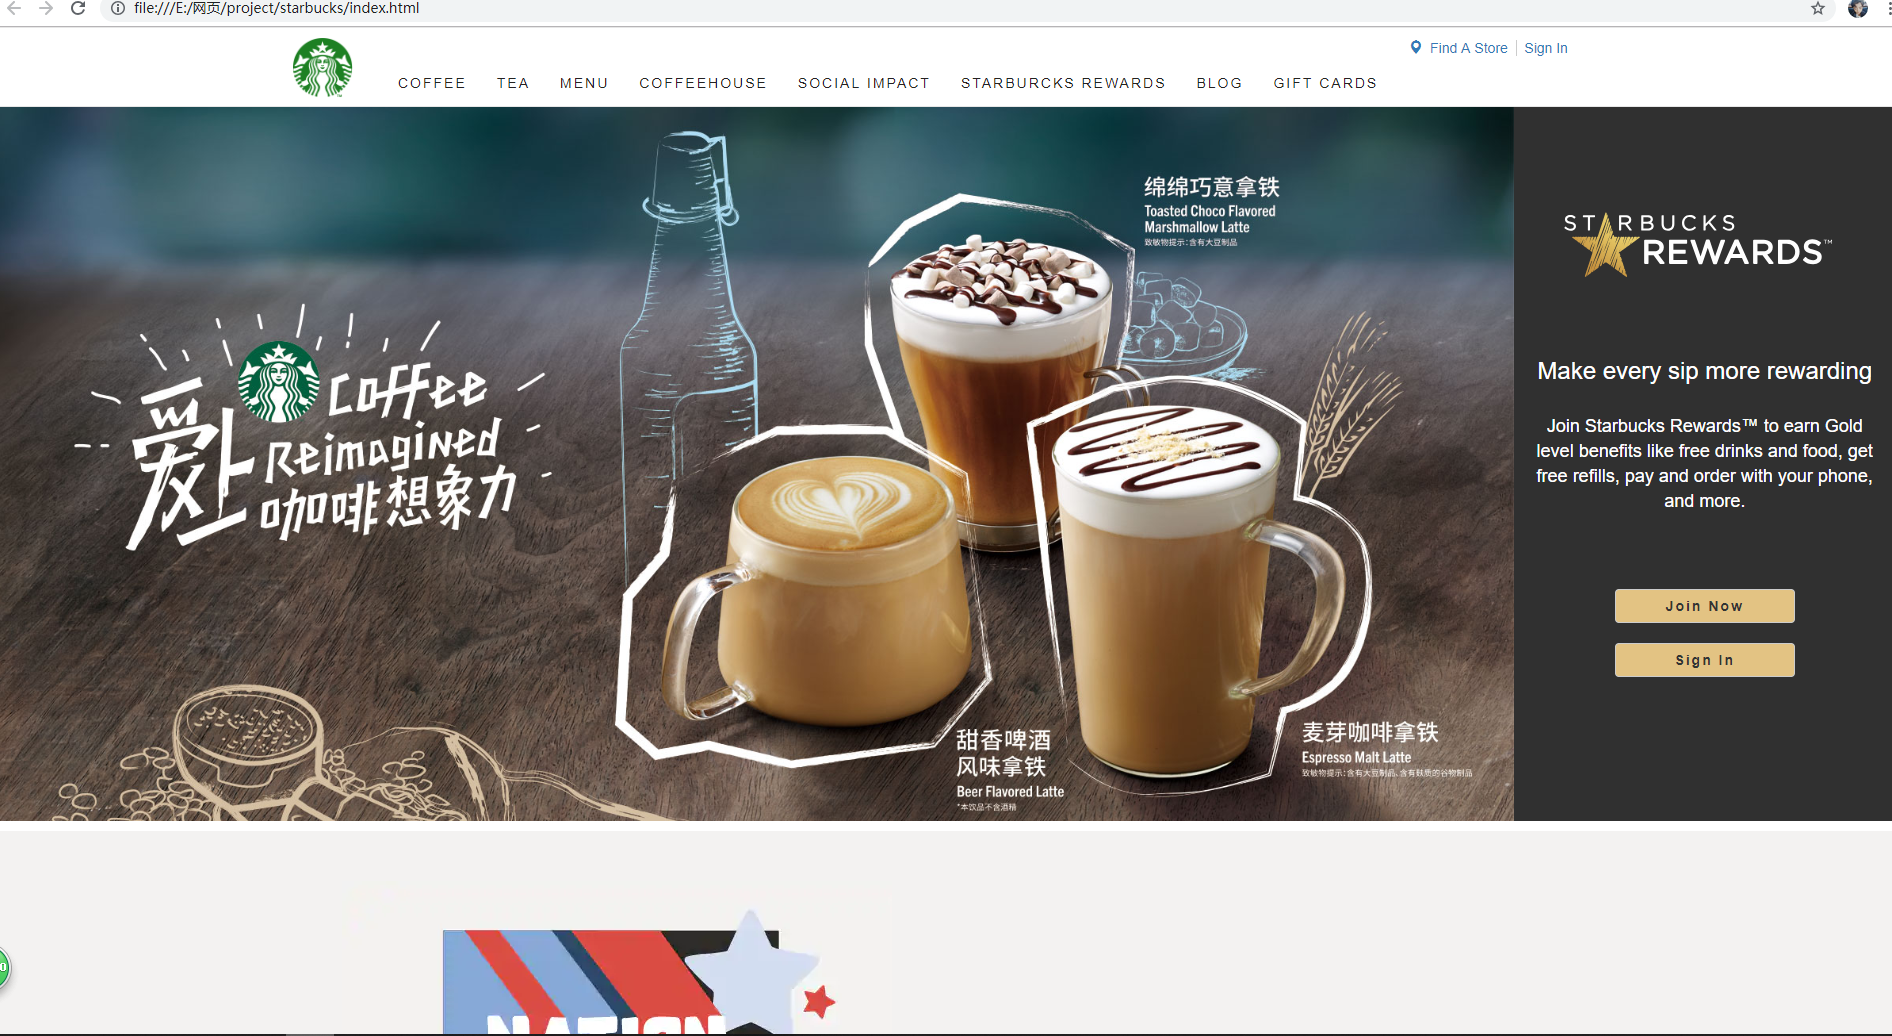 file:///E:/网页/project/starbucks/index.html
Find A Store
Sign In
COFFEE
TEA
MENU
COFFEEHOUSE
SOCIAL IMPACT
STARBURCKS REWARDS
BLOG
GIFT CARDS
爱上
Coffee
Reimagined
咖啡想象力
绵绵巧意拿铁
Toasted Choco Flavored
Marshmallow Latte
致敏物提示：含有大豆制品
甜香啤酒
风味拿铁
Beer Flavored Latte
*本饮品不含酒精
麦芽咖啡拿铁
Espresso Malt Latte
致敏物提示：含有大豆制品、含有麸质的谷物制品
STARBUCKS
REWARDS™
Make every sip more rewarding
Join Starbucks Rewards™ to earn Gold
level benefits like free drinks and food, get
free refills, pay and order with your phone,
and more.
Join Now
Sign In
NATION